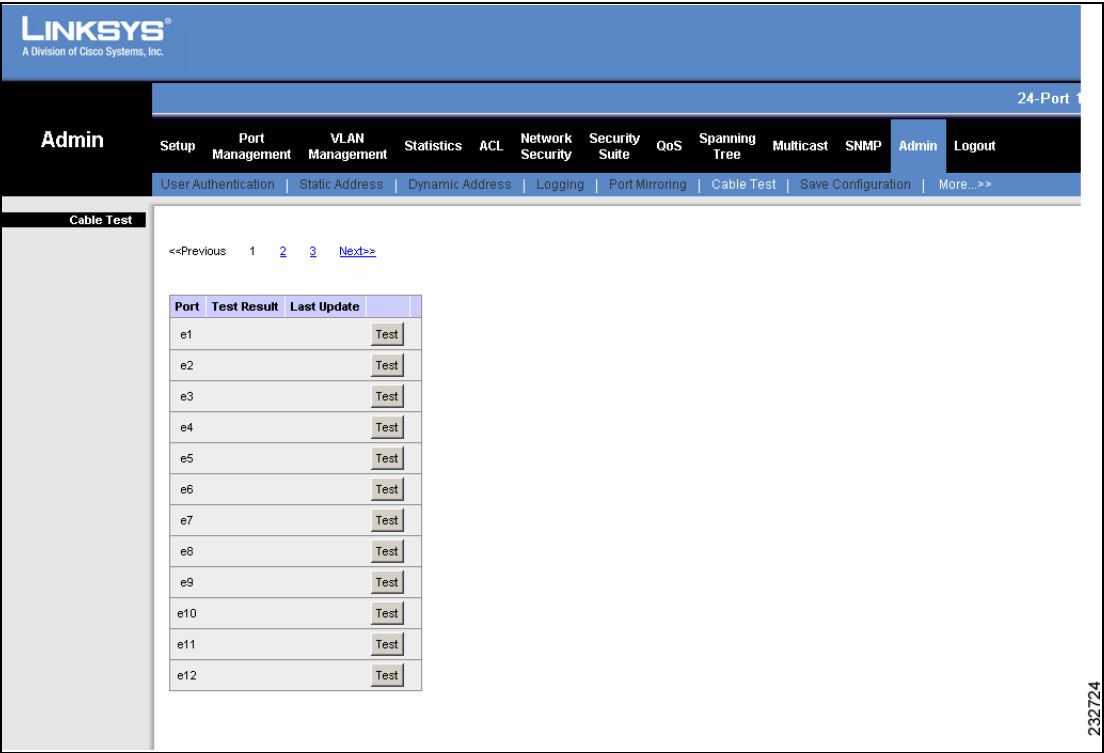 LINKSYS®
A Division of Cisco Systems, Inc.
24-Port 1
Admin
Setup Port Management VLAN Management Statistics ACL Network Security Security Suite QoS Spanning Tree Multicast SNMP Admin Logout
User Authentication | Static Address | Dynamic Address | Logging | Port Mirroring | Cable Test | Save Configuration | More...>>
Cable Test
<<Previous 1 2 3 Next>>
Port Test Result Last Update
e1 Test
e2 Test
e3 Test
e4 Test
e5 Test
e6 Test
e7 Test
e8 Test
e9 Test
e10 Test
e11 Test
e12 Test
232724